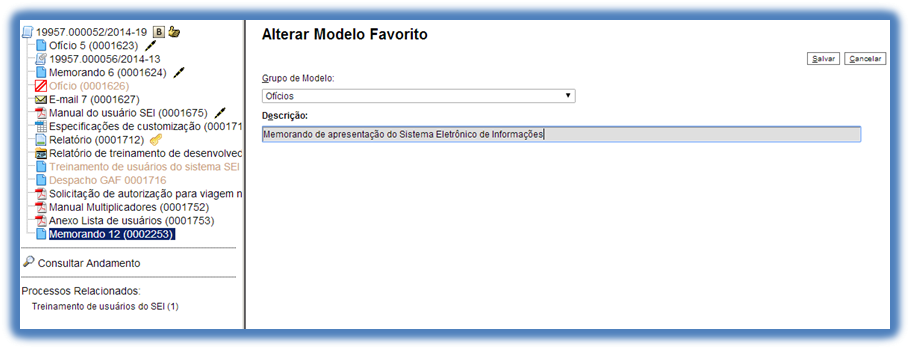 19957.000052/2014-19
Ofício 5 (0001623)
19957.000056/2014-13
Memorando 6 (0001624)
Ofício (0001626)
E-mail 7 (0001627)
Manual do usuário SEI (0001675)
Especificações de customização (00017
Relatório (0001712)
Relatório de treinamento de desenvolvec
Treinamento de usuários do sistema SEI
Despacho GAF 0001716
Solicitação de autorização para viagem n
Manual Multiplicadores (0001752)
Anexo Lista de usuários (0001753)
Memorando 12 (0002253)
Consultar Andamento
Processos Relacionados:
Treinamento de usuários do SEI (1)
Alterar Modelo Favorito
Salvar Cancelar
Grupo de Modelo:
Ofícios
Descrição:
Memorando de apresentação do Sistema Eletrônico de Informações